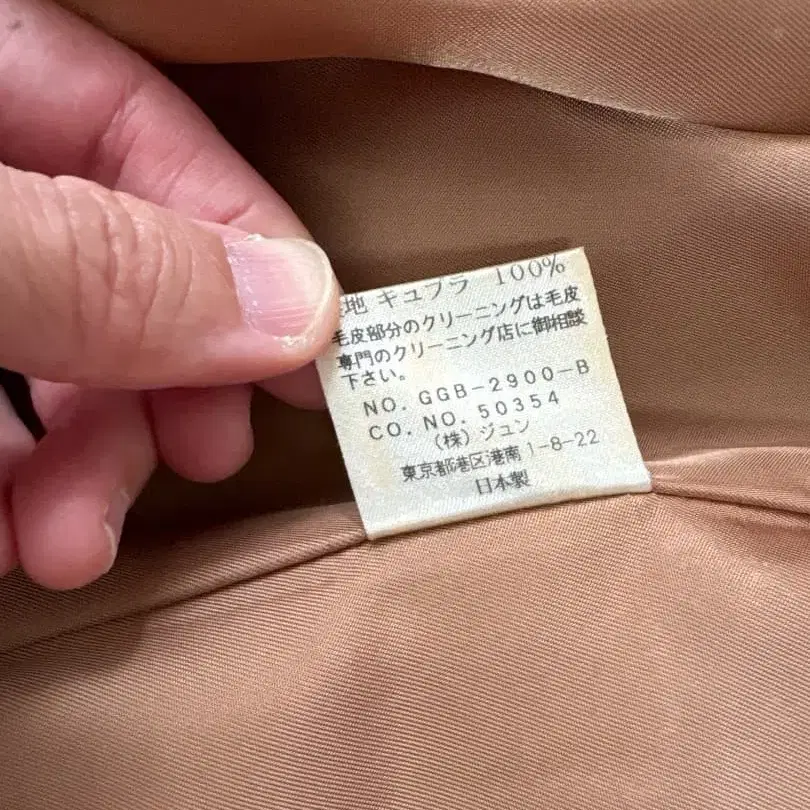 地 キュプラ 100%
毛皮部分のクリーニングは毛皮
専門のクリーニング店に御相談
下さい。
NO. GGB-2900-B
CO. NO. 50354
(株)ジュン
東京都港区港南1-8-22
日本製